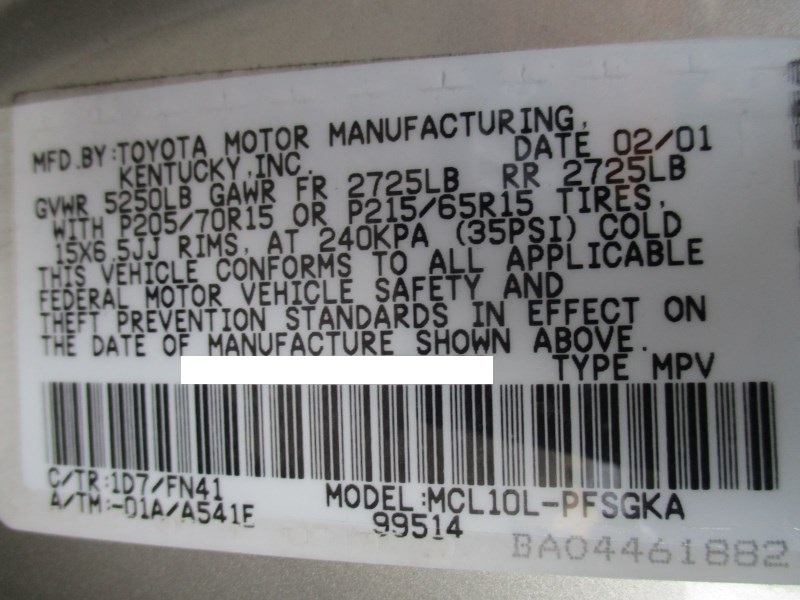 MFD.BY:TOYOTA MOTOR MANUFACTURING,
KENTUCKY,INC. DATE 02/01
GVWR 5250LB GAWR FR 2725LB RR 2725LB
WITH P205/70R15 OR P215/65R15 TIRES,
15X6.5JJ RIMS, AT 240KPA (35PSI) COLD
THIS VEHICLE CONFORMS TO ALL APPLICABLE
FEDERAL MOTOR VEHICLE SAFETY AND
THEFT PREVENTION STANDARDS IN EFFECT ON
THE DATE OF MANUFACTURE SHOWN ABOVE.
TYPE MPV
C/TR:1D7/FN41
A/TM:-01A/A541E
MODEL:MCL10L-PFSGKA
99514
BA04461882